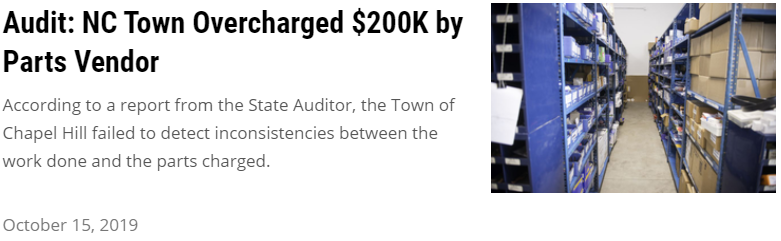 Audit: NC Town Overcharged $200K by
Parts Vendor
According to a report from the State Auditor, the Town of
Chapel Hill failed to detect inconsistencies between the
work done and the parts charged.
October 15, 2019